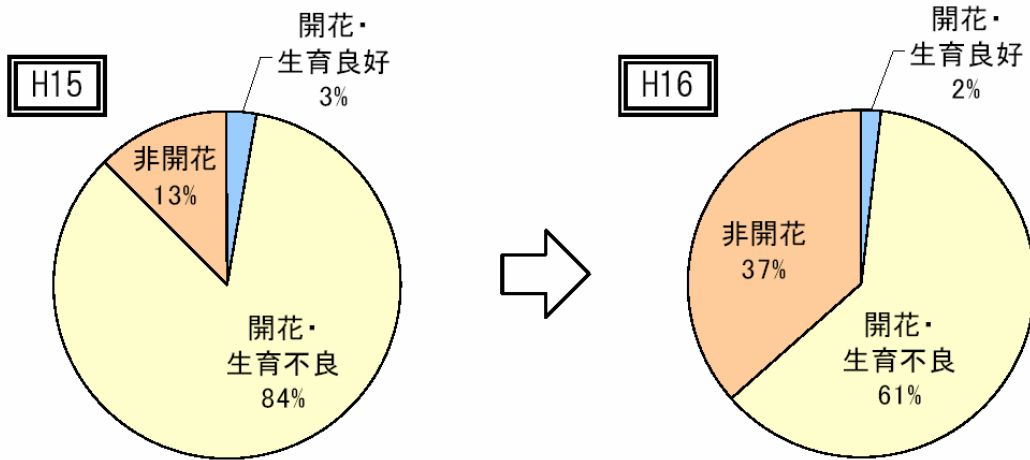 H15
開花・
生育良好
3%
非開花
13%
開花・
生育不良
84%
H16
開花・
生育良好
2%
非開花
37%
開花・
生育不良
61%